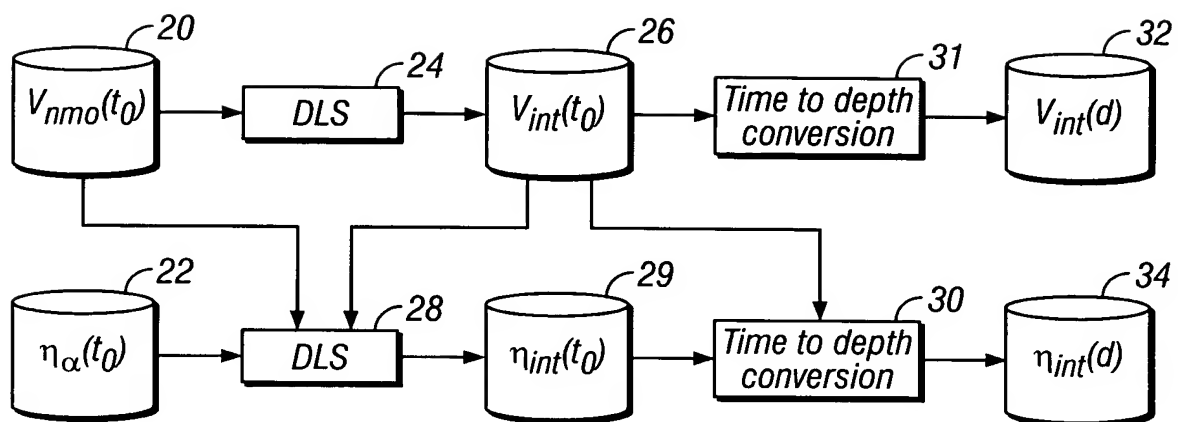 20
V_nmo(t_0)
24
DLS
26
V_int(t_0)
31
Time to depth
conversion
32
V_int(d)
22
η_α(t_0)
28
DLS
29
η_int(t_0)
30
Time to depth
conversion
34
η_int(d)